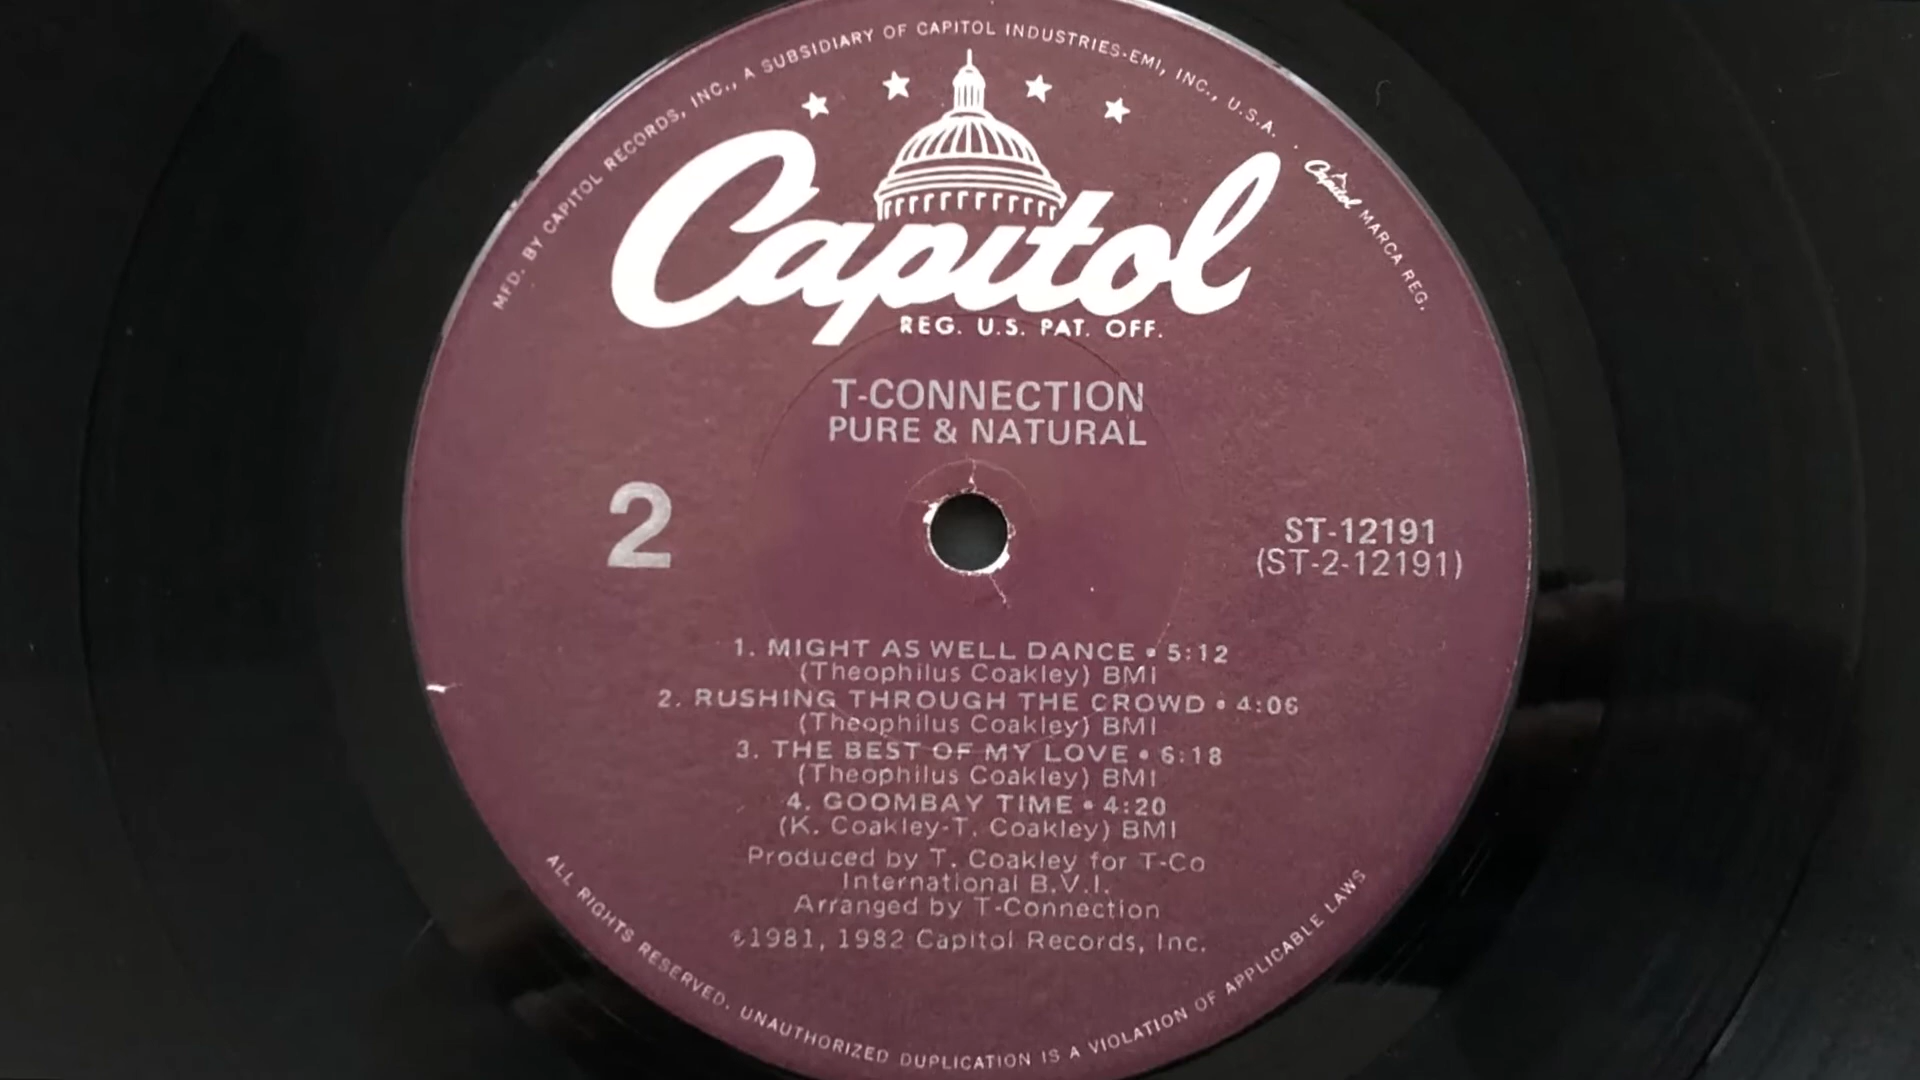 MFD. BY CAPITOL RECORDS, INC., A SUBSIDIARY OF CAPITOL INDUSTRIES-EMI, INC., U.S.A.
Capitol MARCA REG.
Capitol
REG. U.S. PAT. OFF.
T-CONNECTION
PURE & NATURAL
2
ST-12191
(ST-2-12191)
1. MIGHT AS WELL DANCE • 5:12
(Theophilus Coakley) BMI
2. RUSHING THROUGH THE CROWD • 4:06
(Theophilus Coakley) BMI
3. THE BEST OF MY LOVE • 6:18
(Theophilus Coakley) BMI
4. GOOMBAY TIME • 4:20
(K. Coakley-T. Coakley) BMI
Produced by T. Coakley for T-Co
International B.V.I.
Arranged by T-Connection
℗1981, 1982 Capitol Records, Inc.
ALL RIGHTS RESERVED. UNAUTHORIZED DUPLICATION IS A VIOLATION OF APPLICABLE LAWS